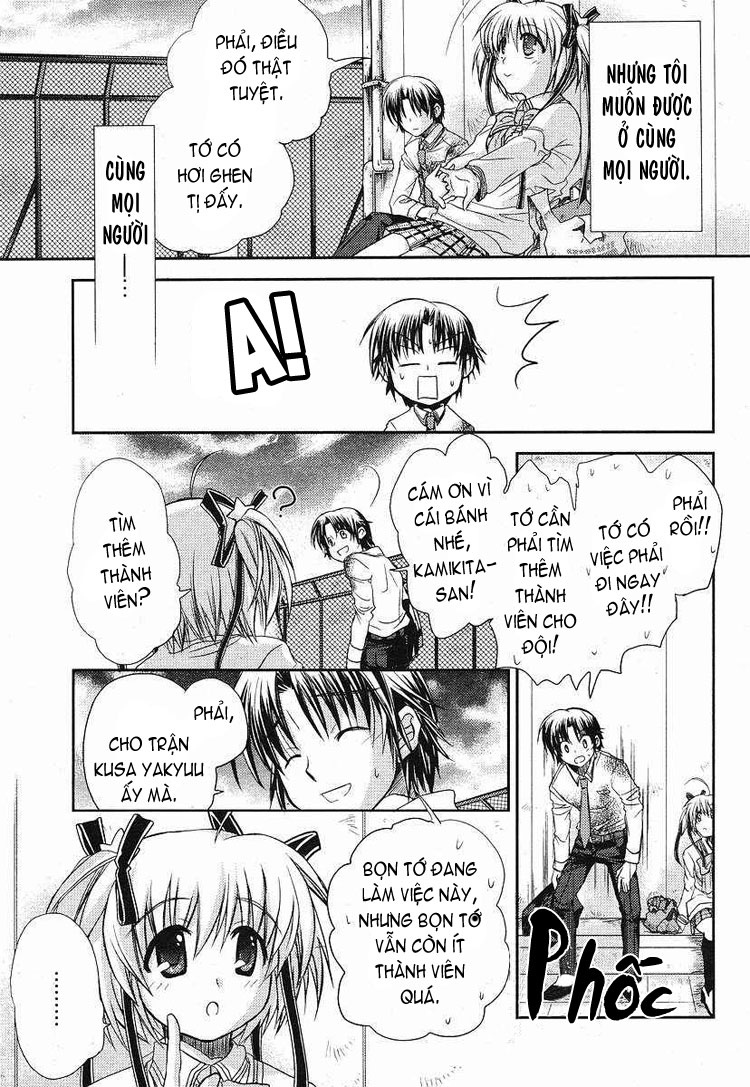 NHƯNG TÔI
MUỐN ĐƯỢC
Ở CÙNG
MỌI NGƯỜI.
PHẢI, ĐIỀU
ĐÓ THẬT
TUYỆT.
TỚ CÓ
HƠI GHEN
TỊ ĐẤY.
CÙNG
MỌI
NGƯỜI
—...
A!
PHẢI
RỒI!!
TỚ CÓ
VIỆC PHẢI
ĐI NGAY
ĐÂY!!
TỚ CẦN
PHẢI TÌM
THÊM
THÀNH
VIÊN CHO
ĐỘI!
Phốc
CÁM ƠN VÌ
CÁI BÁNH
NHÉ,
KAMIKITA-
SAN!
?
TÌM
THÊM
THÀNH
VIÊN?
PHẢI,
CHO TRẬN
KUSA YAKYUU
ẤY MÀ.
BỌN TỚ ĐANG
LÀM VIỆC NÀY,
NHƯNG BỌN TỚ
VẪN CÒN ÍT
THÀNH VIÊN
QUÁ.
........